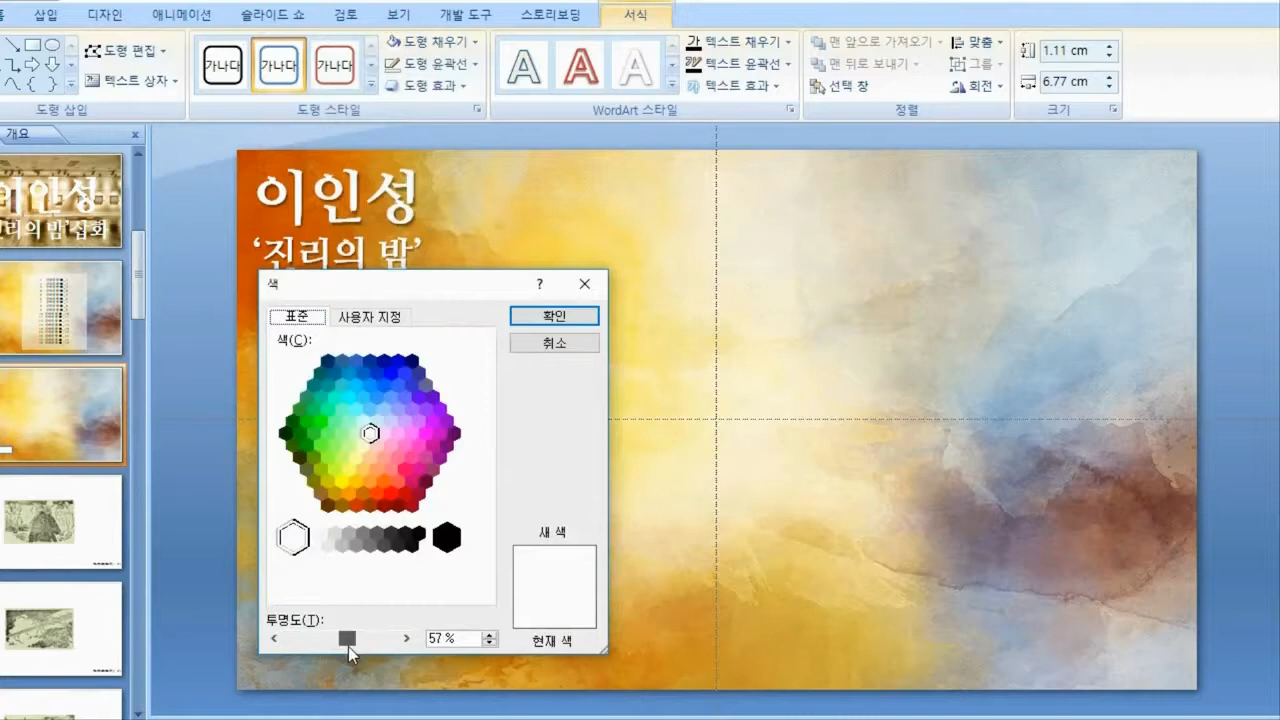 삽입 디자인 애니메이션 슬라이드 쇼 검토 보기 개발 도구 스토리보딩 서식
도형 편집
텍스트 상자
도형 삽입
가나다 가나다 가나다
도형 채우기
도형 윤곽선
도형 효과
도형 스타일
A A A
텍스트 채우기
텍스트 윤곽선
텍스트 효과
WordArt 스타일
맨 앞으로 가져오기
맨 뒤로 보내기
선택 창
맞춤
그룹
회전
정렬
1.11 cm
6.77 cm
크기
개요
이인성
‘진리의 밤’
색
표준 사용자 지정
확인
취소
색(C):
새 색
현재 색
투명도(T):
57 %